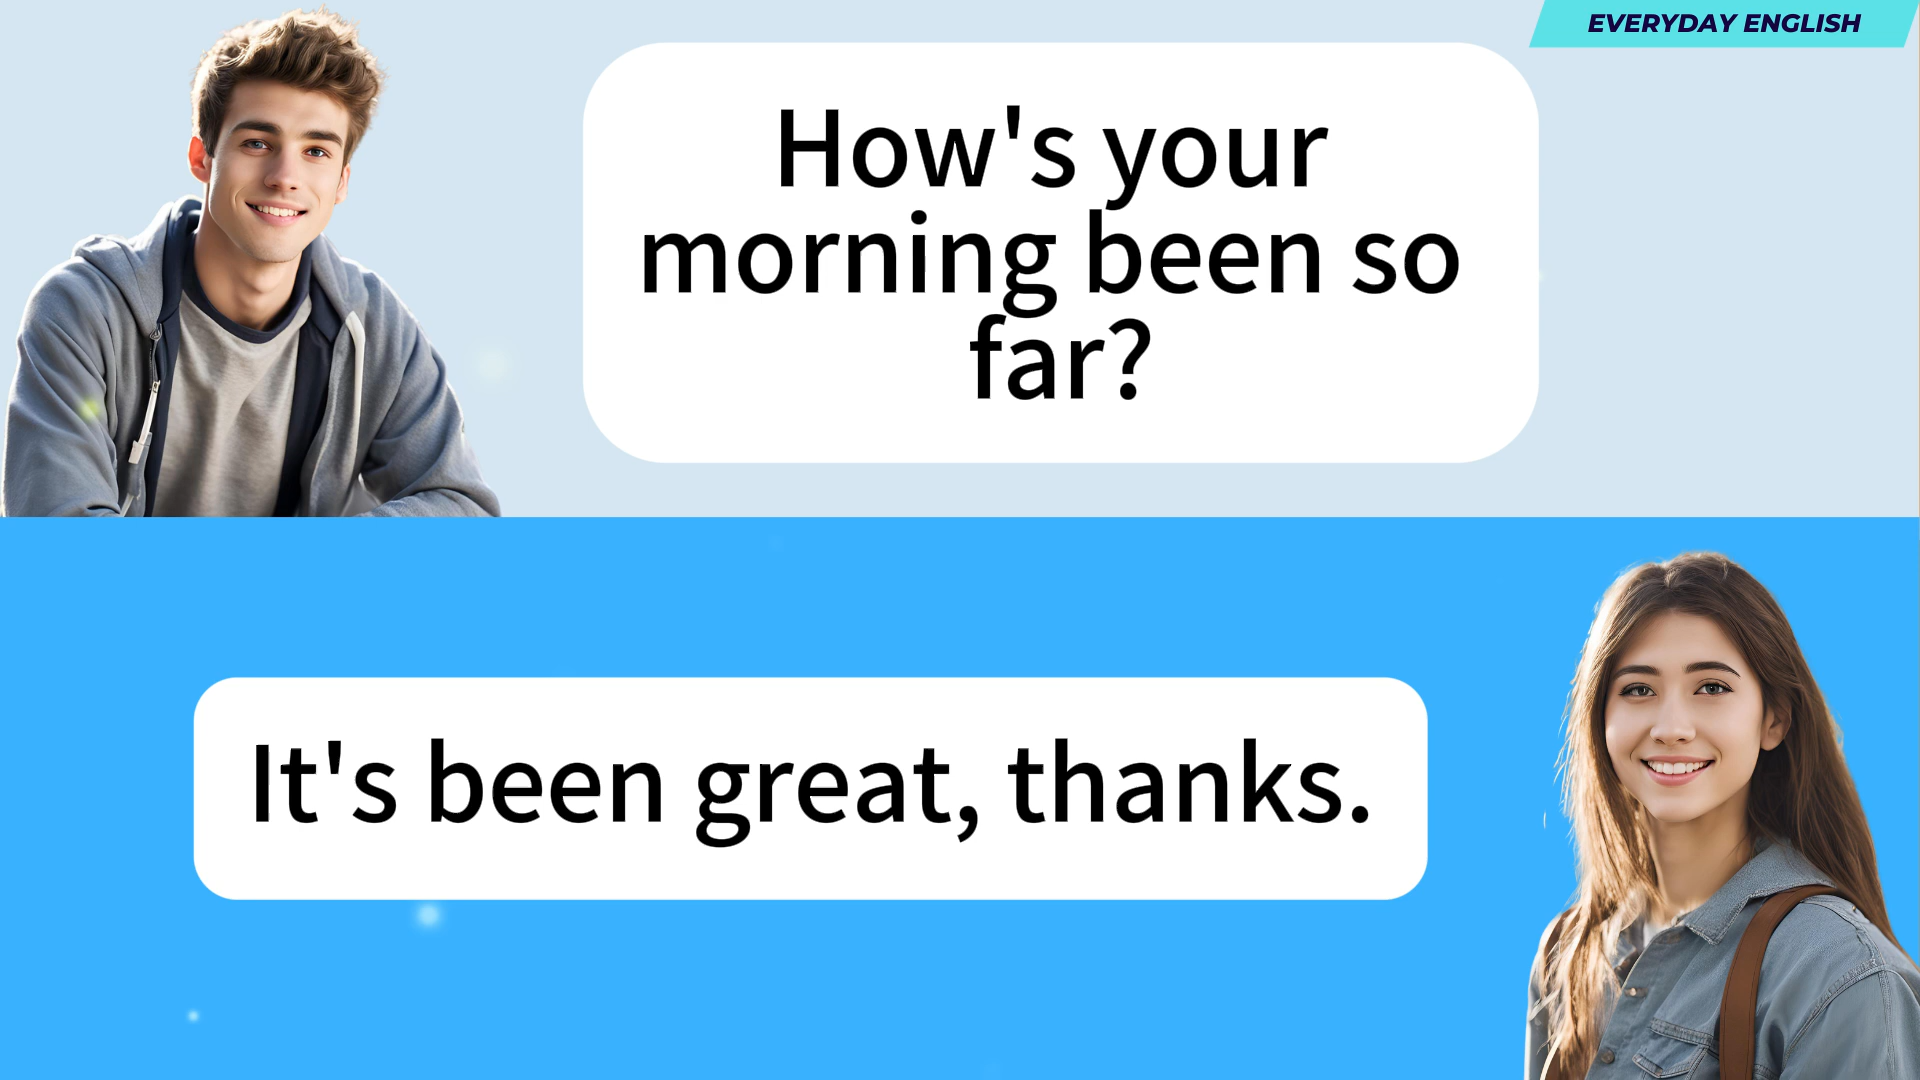 EVERYDAY ENGLISH
How's your
morning been so
far?
It's been great, thanks.